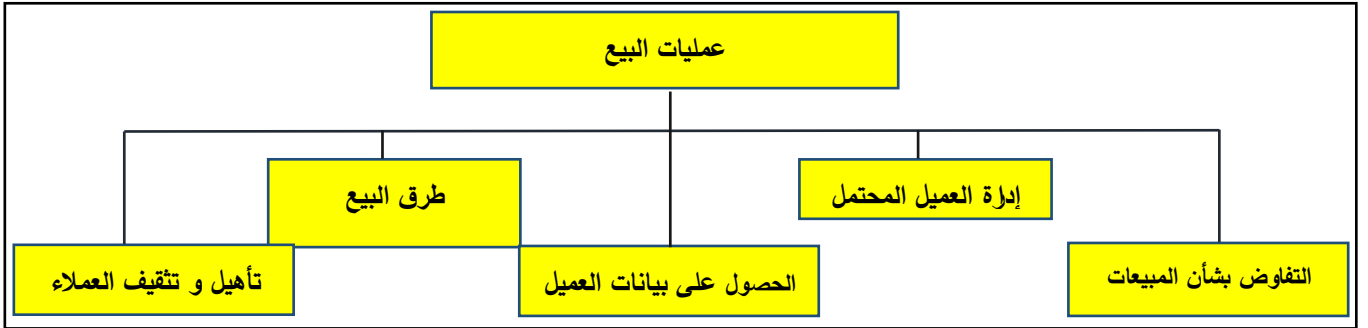 عمليات البيع
إدارة العميل المحتمل
طرق البيع
التفاوض بشأن المبيعات
الحصول على بيانات العميل
تأهيل و تثقيف العملاء